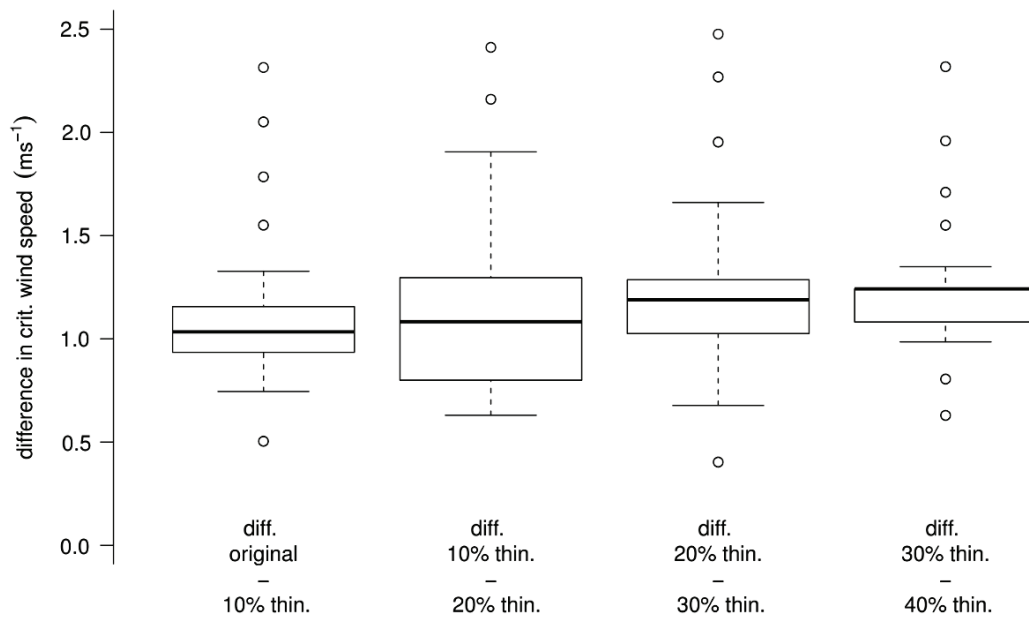 difference in crit. wind speed (ms⁻¹)
2.5
2.0
1.5
1.0
0.5
0.0
diff.
original
–
10% thin.
diff.
10% thin.
–
20% thin.
diff.
20% thin.
–
30% thin.
diff.
30% thin.
–
40% thin.